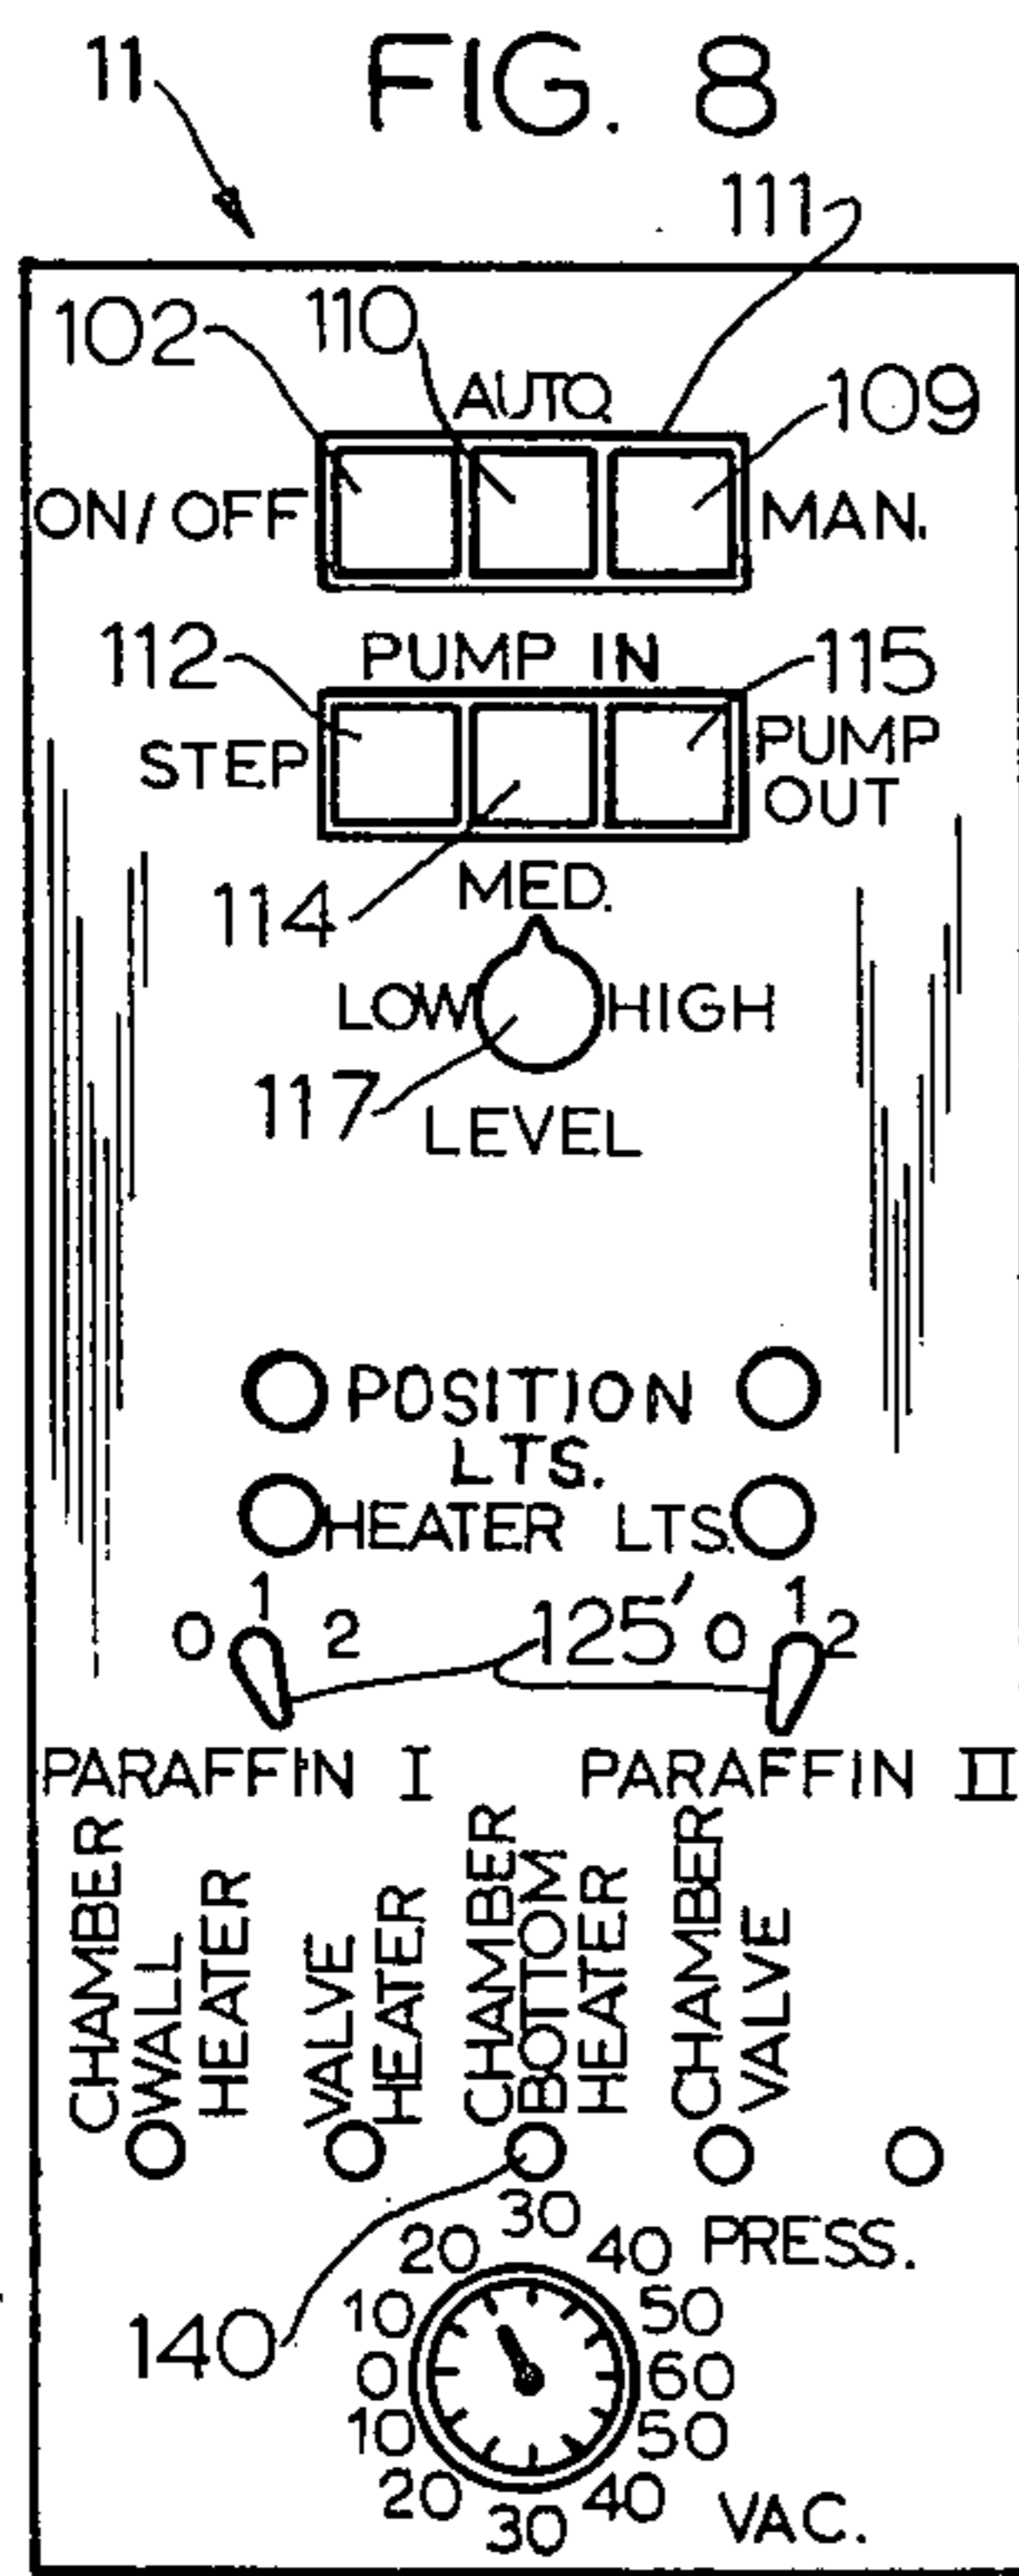 11
FIG. 8
111
102
110
AUTO.
109
ON/OFF
MAN.
112
PUMP IN
115
STEP
PUMP
OUT
114
MED.
LOW
HIGH
117
LEVEL
POSITION
LTS.
HEATER LTS.
0 1 2
125'
0 1 2
PARAFFIN I
PARAFFIN II
CHAMBER
WALL
HEATER
VALVE
HEATER
CHAMBER
BOTTOM
HEATER
CHAMBER
VALVE
140
PRESS.
0 10 20 30 40 50 60
10 20 30 40 50
VAC.